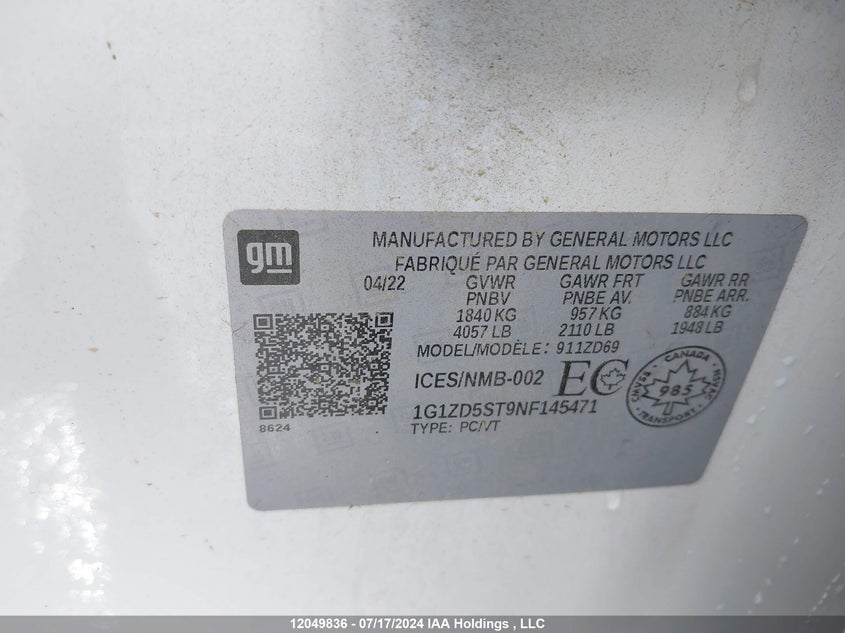 gm
MANUFACTURED BY GENERAL MOTORS LLC
FABRIQUÉ PAR GENERAL MOTORS LLC
04/22 GVWR GAWR FRT GAWR RR
PNBV PNBE AV. PNBE ARR.
1840 KG 957 KG 884 KG
4057 LB 2110 LB 1948 LB
MODEL/MODÈLE: 911ZD69
ICES/NMB-002 EC
CANADA
985
TRANSPORT
1G1ZD5ST9NF145471
8624 TYPE: PC/VT
12049836 - 07/17/2024 IAA Holdings , LLC